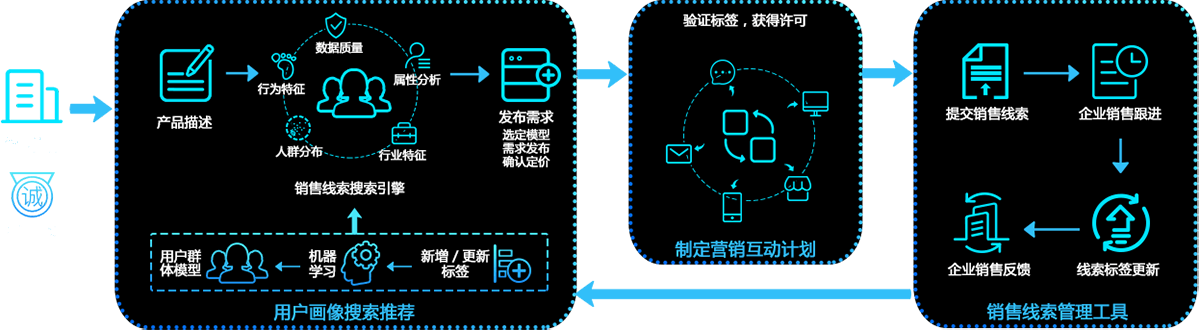 诚
产品描述
数据质量
行为特征
属性分析
人群分布
行业特征
销售线索搜索引擎
发布需求
选定模型
需求发布
确认定价
用户群
体模型
机器
学习
新增 / 更新
标签
用户画像搜索推荐
验证标签，获得许可
制定营销互动计划
提交销售线索
企业销售跟进
企业销售反馈
线索标签更新
销售线索管理工具